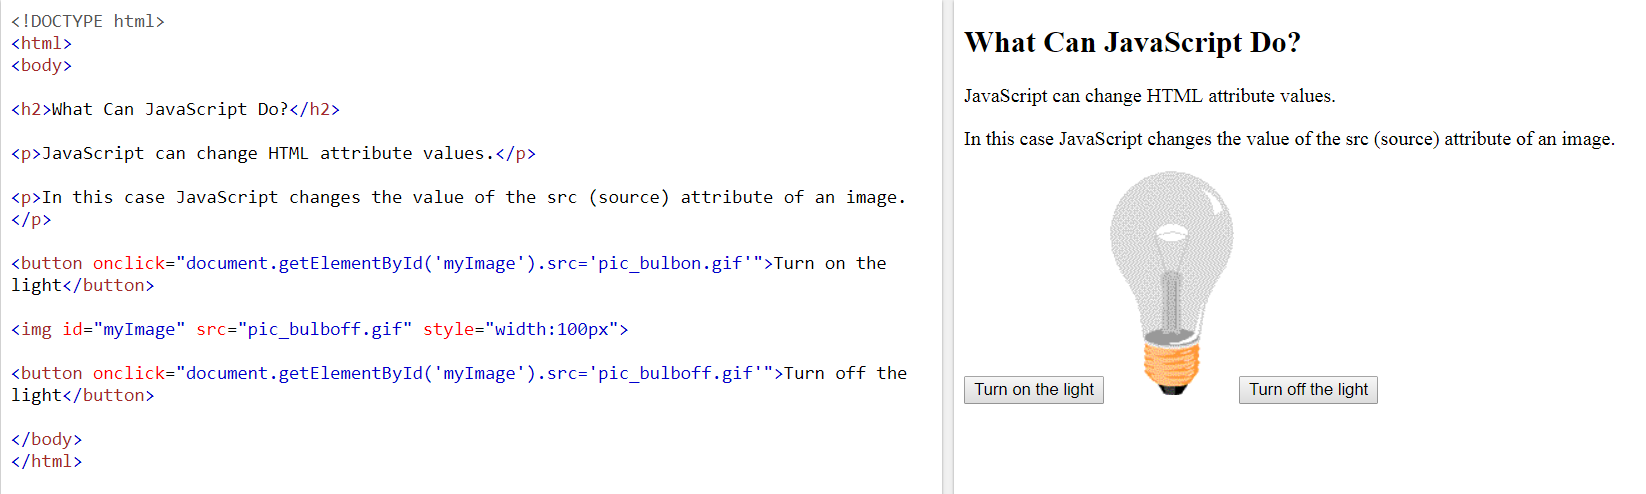 <!DOCTYPE html>
<html>
<body>
<h2>What Can JavaScript Do?</h2>
<p>JavaScript can change HTML attribute values.</p>
<p>In this case JavaScript changes the value of the src (source) attribute of an image.
</p>
<button onclick="document.getElementById('myImage').src='pic_bulbon.gif'">Turn on the
light</button>
<img id="myImage" src="pic_bulboff.gif" style="width:100px">
<button onclick="document.getElementById('myImage').src='pic_bulboff.gif'">Turn off the
light</button>
</body>
</html>
What Can JavaScript Do?
JavaScript can change HTML attribute values.
In this case JavaScript changes the value of the src (source) attribute of an image.
Turn on the light
Turn off the light